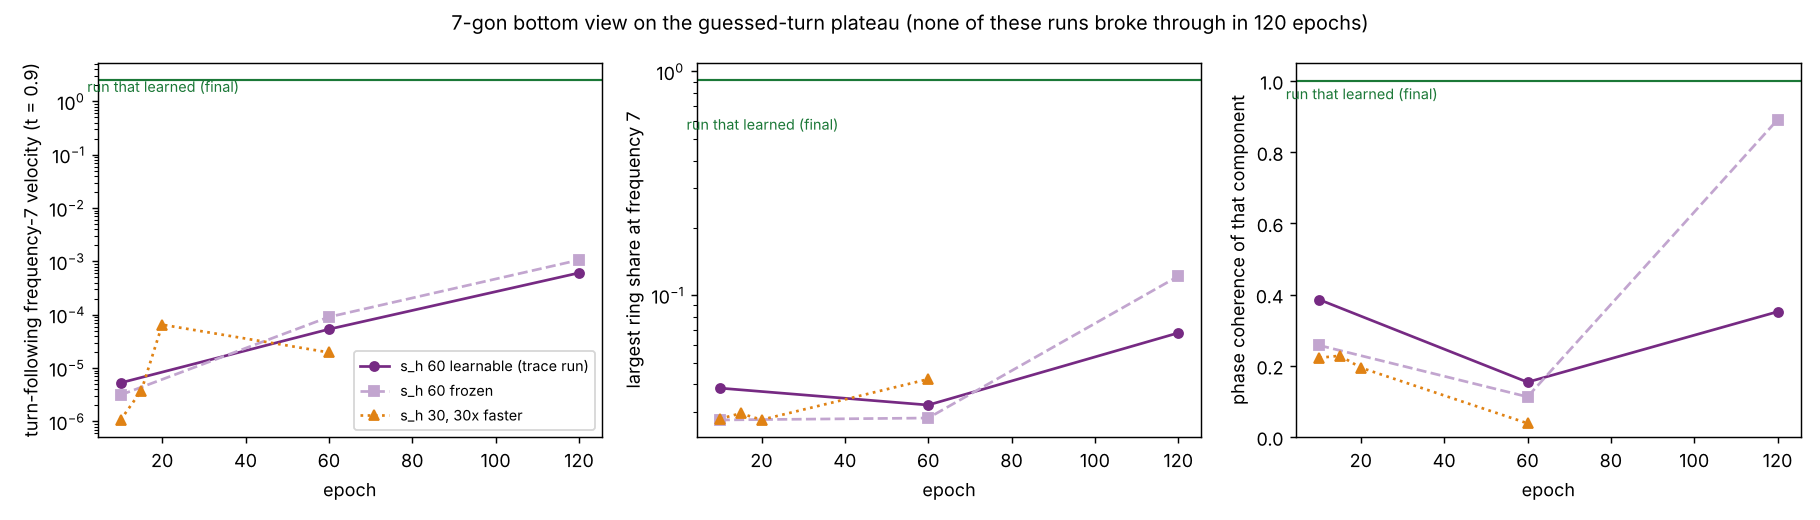 7-gon bottom view on the guessed-turn plateau (none of these runs broke through in 120 epochs)
turn-following frequency-7 velocity (t = 0.9)
10⁰
10⁻¹
10⁻²
10⁻³
10⁻⁴
10⁻⁵
10⁻⁶
run that learned (final)
s_h 60 learnable (trace run)
s_h 60 frozen
s_h 30, 30x faster
20 40 60 80 100 120
epoch
largest ring share at frequency 7
10⁰
10⁻¹
run that learned (final)
20 40 60 80 100 120
epoch
phase coherence of that component
1.0
0.8
0.6
0.4
0.2
0.0
run that learned (final)
20 40 60 80 100 120
epoch